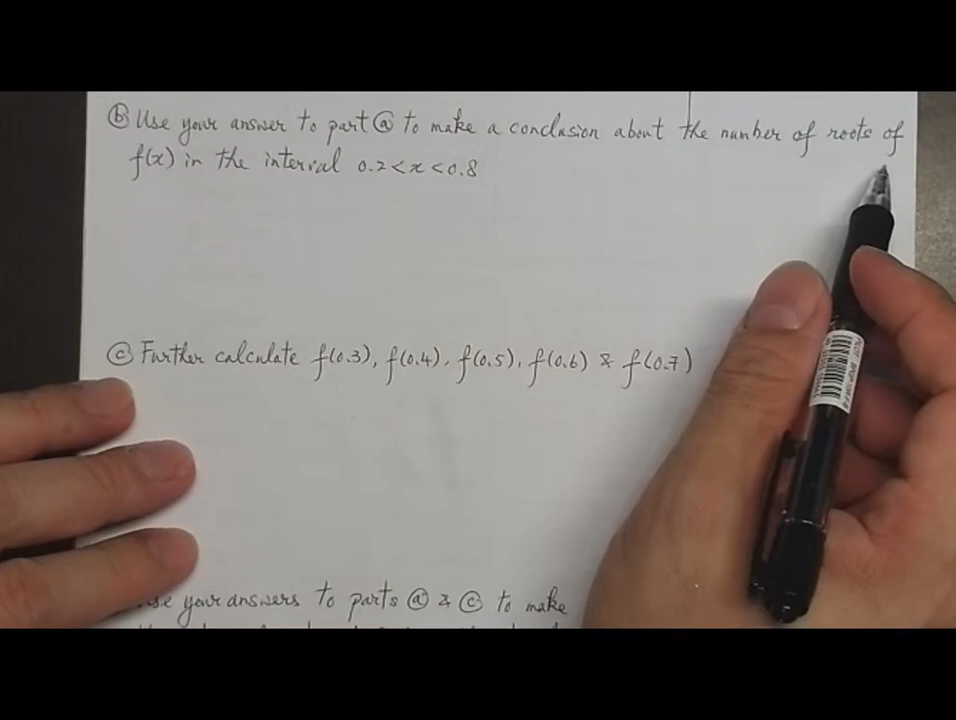 ⓑ Use your answer to part ⓐ to make a conclusion about the number of roots of
f(x) in the interval 0.2<x<0.8
ⓒ Further calculate f(0.3), f(0.4), f(0.5), f(0.6) & f(0.7)
your answers to parts ⓐ & ⓒ to make